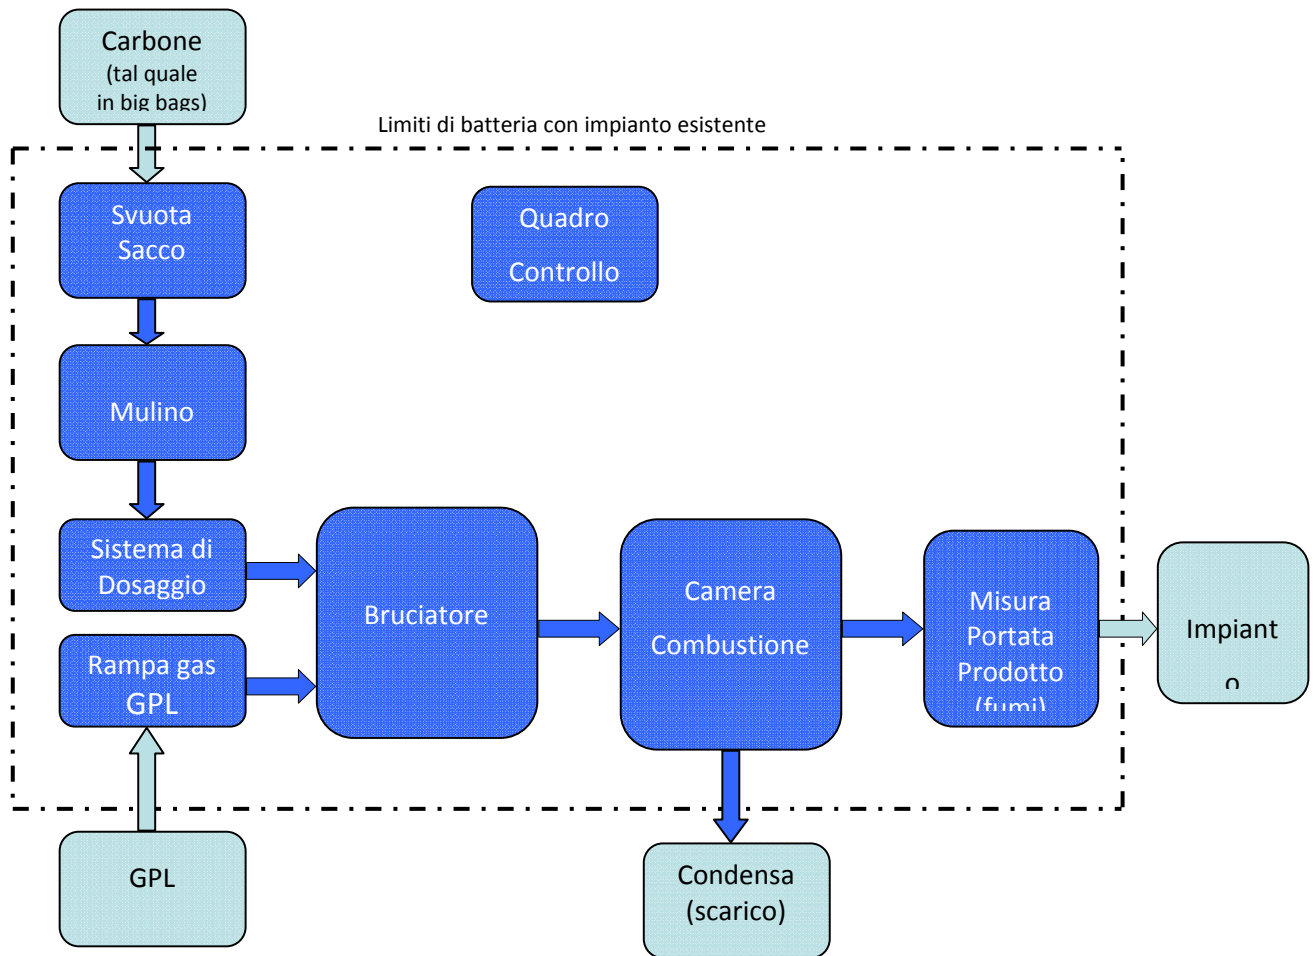 Carbone
(tal quale
in big bags)
Limiti di batteria con impianto esistente
Svuota
Sacco
Quadro
Controllo
Mulino
Sistema di
Dosaggio
Rampa gas
GPL
Bruciatore
Camera
Combustione
Misura
Portata
Prodotto
(fumi)
Impiant
o
GPL
Condensa
(scarico)